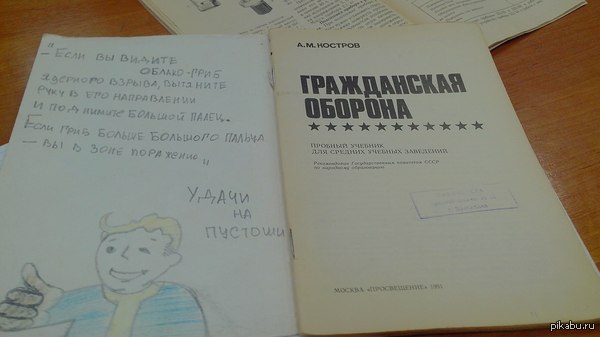 "-Если вы видите
облако-гриб
ядерного взрыва, вытяните
руку в его направлении
и поднимите большой палец.
Если гриб больше большого пальца
- вы в зоне поражения"
удачи
на
пустоши
А. М. КОСТРОВ
ГРАЖДАНСКАЯ
ОБОРОНА
ПРОБНЫЙ УЧЕБНИК
ДЛЯ СРЕДНИХ УЧЕБНЫХ ЗАВЕДЕНИЙ
Рекомендован Государственным комитетом СССР
по народному образованию
МОСКВА «ПРОСВЕЩЕНИЕ» 1991
pikabu.ru